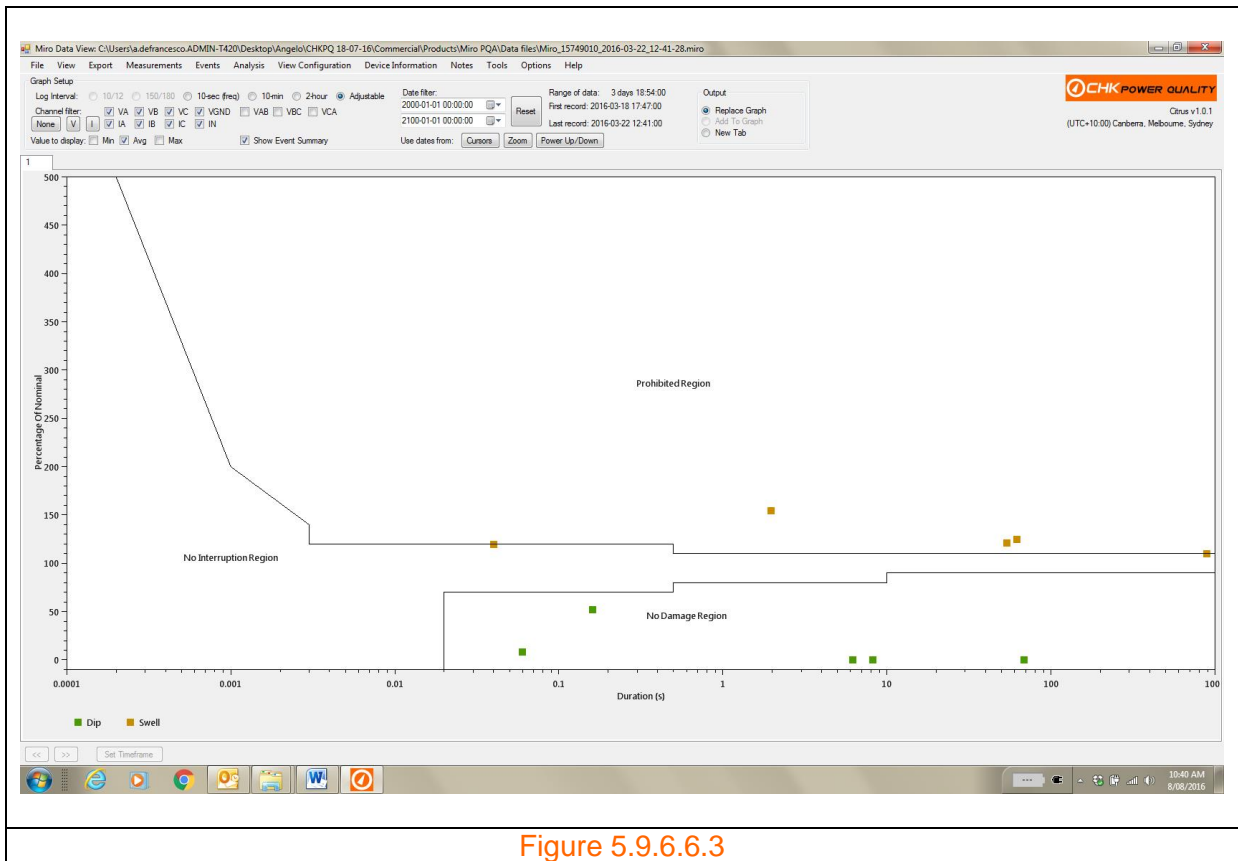 Miro Data View: C:\Users\a.defrancesco.ADMIN-T420\Desktop\Angelo\CHKPQ 18-07-16\Commercial\Products\Miro PQA\Data files\Miro_15749010_2016-03-22_12-41-28.miro
File View Export Measurements Events Analysis View Configuration Device Information Notes Tools Options Help
Graph Setup
Log Interval: 10/12 150/180 10-sec (freq) 10-min 2-hour Adjustable
Channel filter: VA VB VC VGND VAB VBC VCA
None V I IA IB IC IN
Value to display: Min Avg Max Show Event Summary
Date filter:
2000-01-01 00:00:00
2100-01-01 00:00:00
Reset
Use dates from: Cursors Zoom Power Up/Down
Range of data: 3 days 18:54:00
First record: 2016-03-18 17:47:00
Last record: 2016-03-22 12:41:00
Output
Replace Graph
Add To Graph
New Tab
CHK POWER QUALITY
Citrus v1.0.1
(UTC+10:00) Canberra, Melbourne, Sydney
1
500
450
400
350
300
250
200
150
100
50
0
Percentage Of Nominal
Prohibited Region
No Interruption Region
No Damage Region
0.0001 0.001 0.01 0.1 1 10 100 100
Duration (s)
Dip Swell
<< >> Set Timeframe
10:40 AM
8/08/2016
Figure 5.9.6.6.3